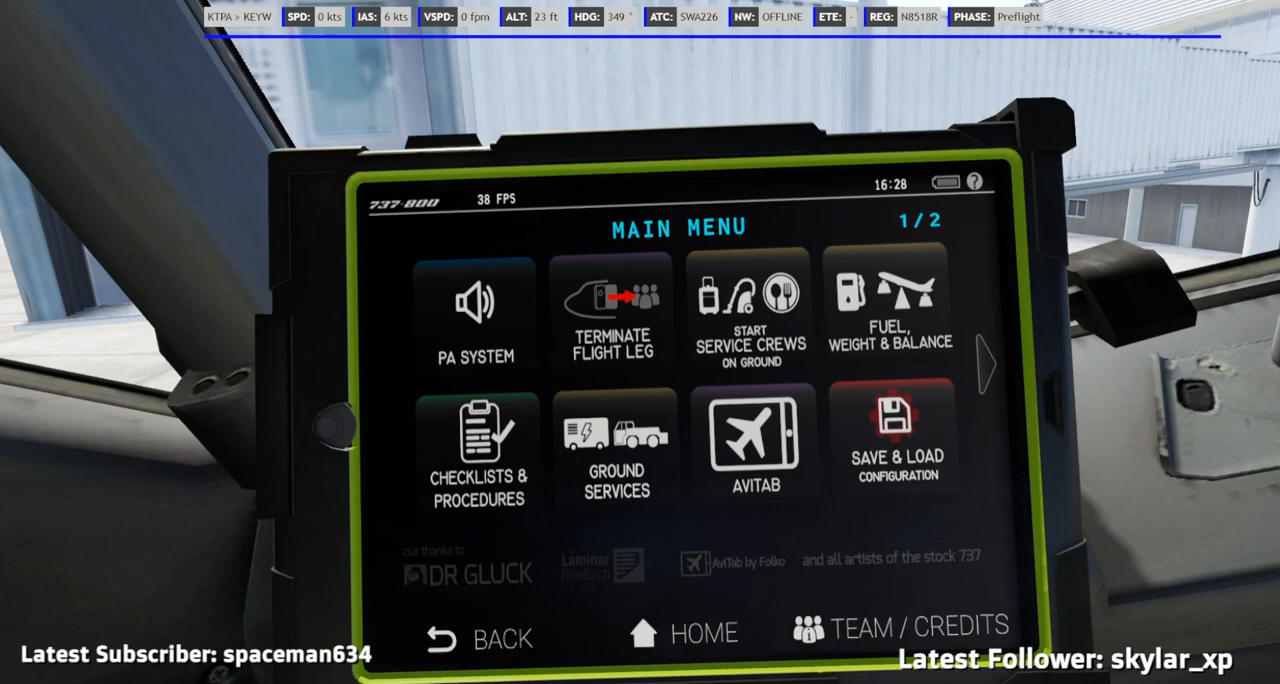 KTPA > KEYW SPD: 0 kts IAS: 6 kts VSPD: 0 fpm ALT: 23 ft HDG: 349 ° ATC: SWA226 NW: OFFLINE ETE: - REG: N8518R PHASE: Preflight
737-800 38 FPS 16:28 ?
MAIN MENU 1/2
PA SYSTEM
TERMINATE
FLIGHT LEG
START
SERVICE CREWS
ON GROUND
FUEL,
WEIGHT & BALANCE
CHECKLISTS &
PROCEDURES
GROUND
SERVICES
AVITAB
SAVE & LOAD
CONFIGURATION
our thanks to
DR GLUCK
Laminar
Research
AviTab by Folko
and all artists of the stock 737
BACK HOME TEAM / CREDITS
Latest Subscriber: spaceman634
Latest Follower: skylar_xp